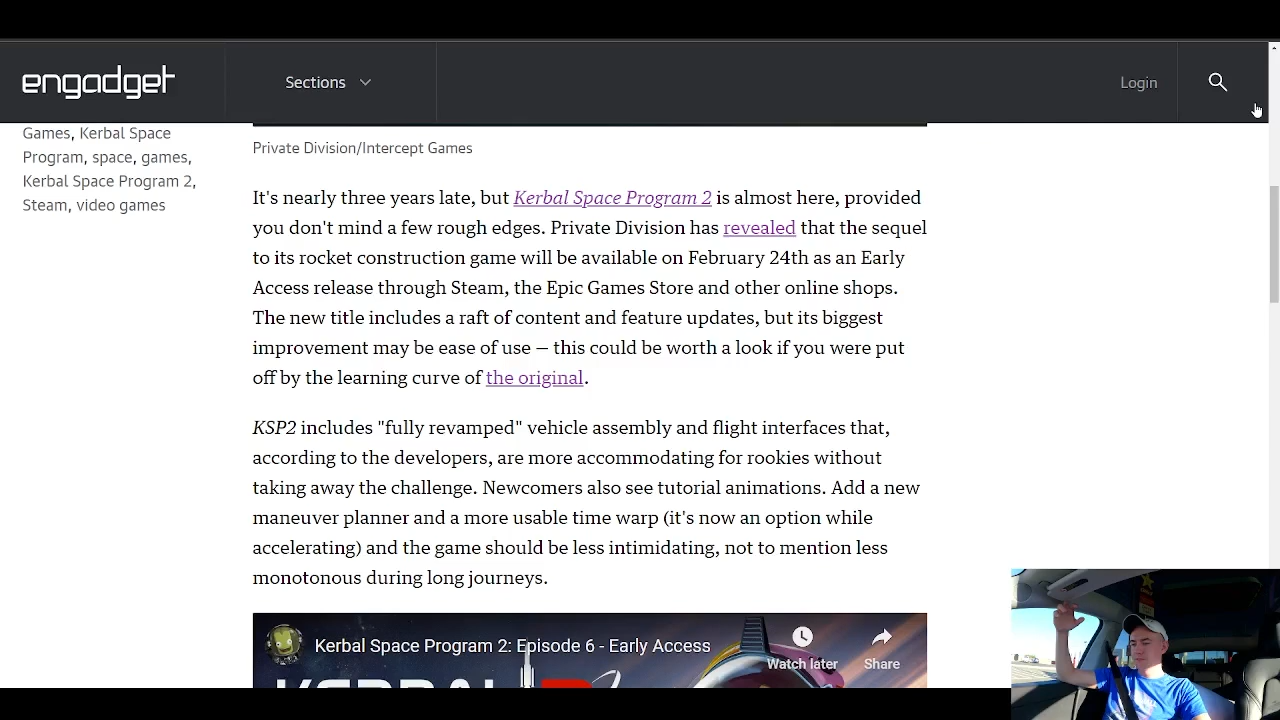 engadget
Sections
Login
Games, Kerbal Space
Program, space, games,
Kerbal Space Program 2,
Steam, video games
Private Division/Intercept Games
It's nearly three years late, but Kerbal Space Program 2 is almost here, provided
you don't mind a few rough edges. Private Division has revealed that the sequel
to its rocket construction game will be available on February 24th as an Early
Access release through Steam, the Epic Games Store and other online shops.
The new title includes a raft of content and feature updates, but its biggest
improvement may be ease of use — this could be worth a look if you were put
off by the learning curve of the original.
KSP2 includes "fully revamped" vehicle assembly and flight interfaces that,
according to the developers, are more accommodating for rookies without
taking away the challenge. Newcomers also see tutorial animations. Add a new
maneuver planner and a more usable time warp (it's now an option while
accelerating) and the game should be less intimidating, not to mention less
monotonous during long journeys.
Kerbal Space Program 2: Episode 6 - Early Access
Watch later
Share
KERBAL